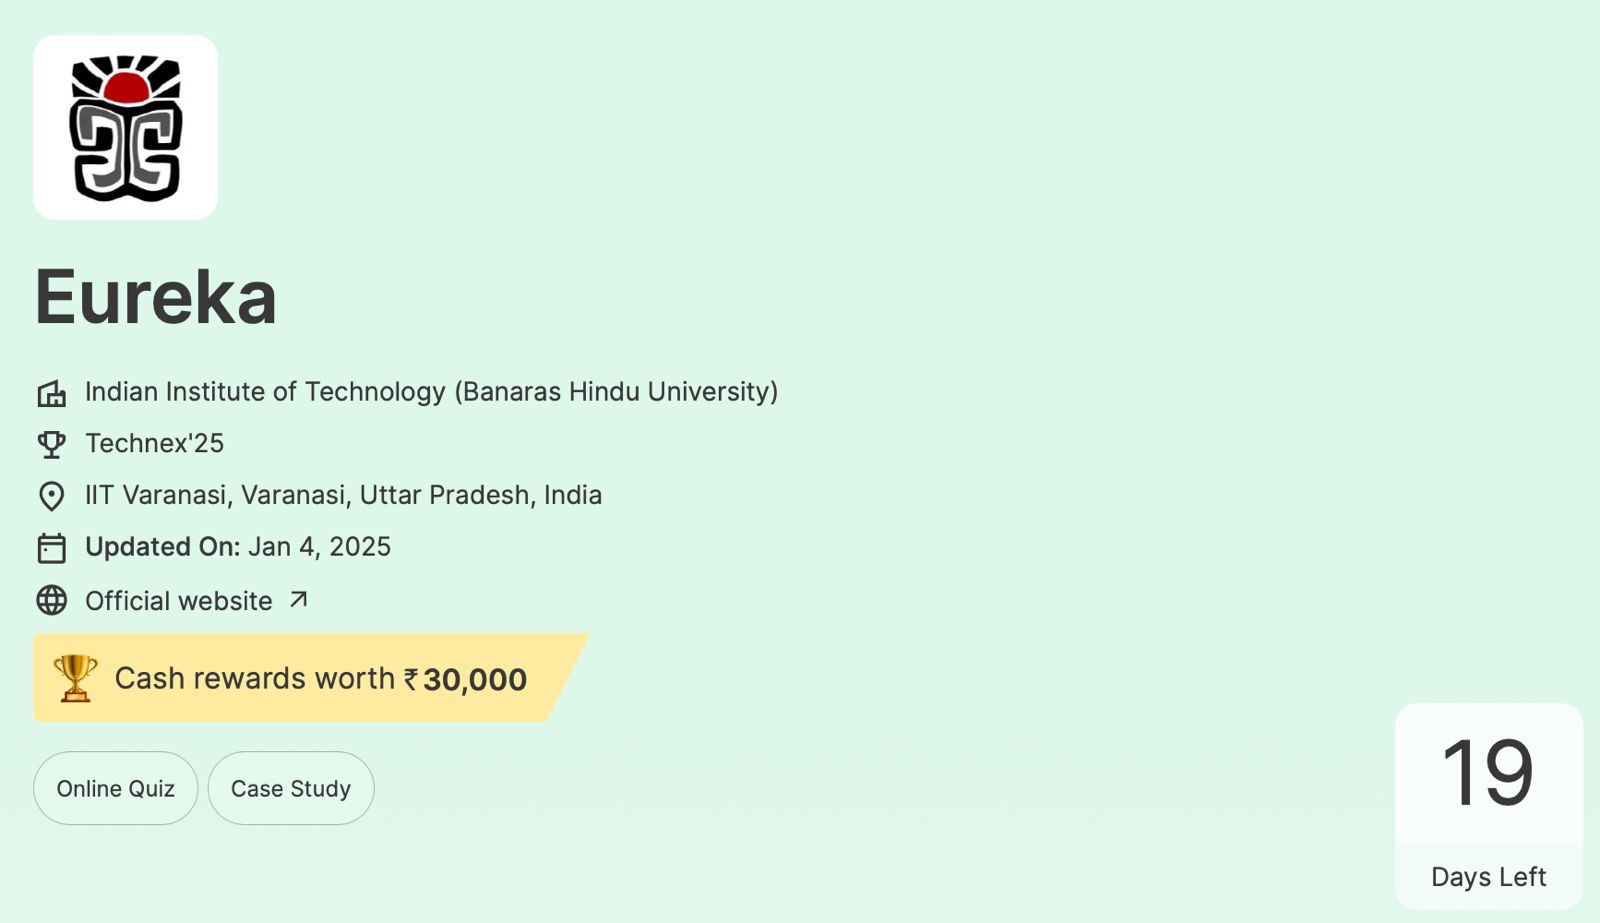 Eureka
Indian Institute of Technology (Banaras Hindu University)
Technex'25
IIT Varanasi, Varanasi, Uttar Pradesh, India
Updated On: Jan 4, 2025
Official website
Cash rewards worth ₹30,000
Online Quiz
Case Study
19
Days Left